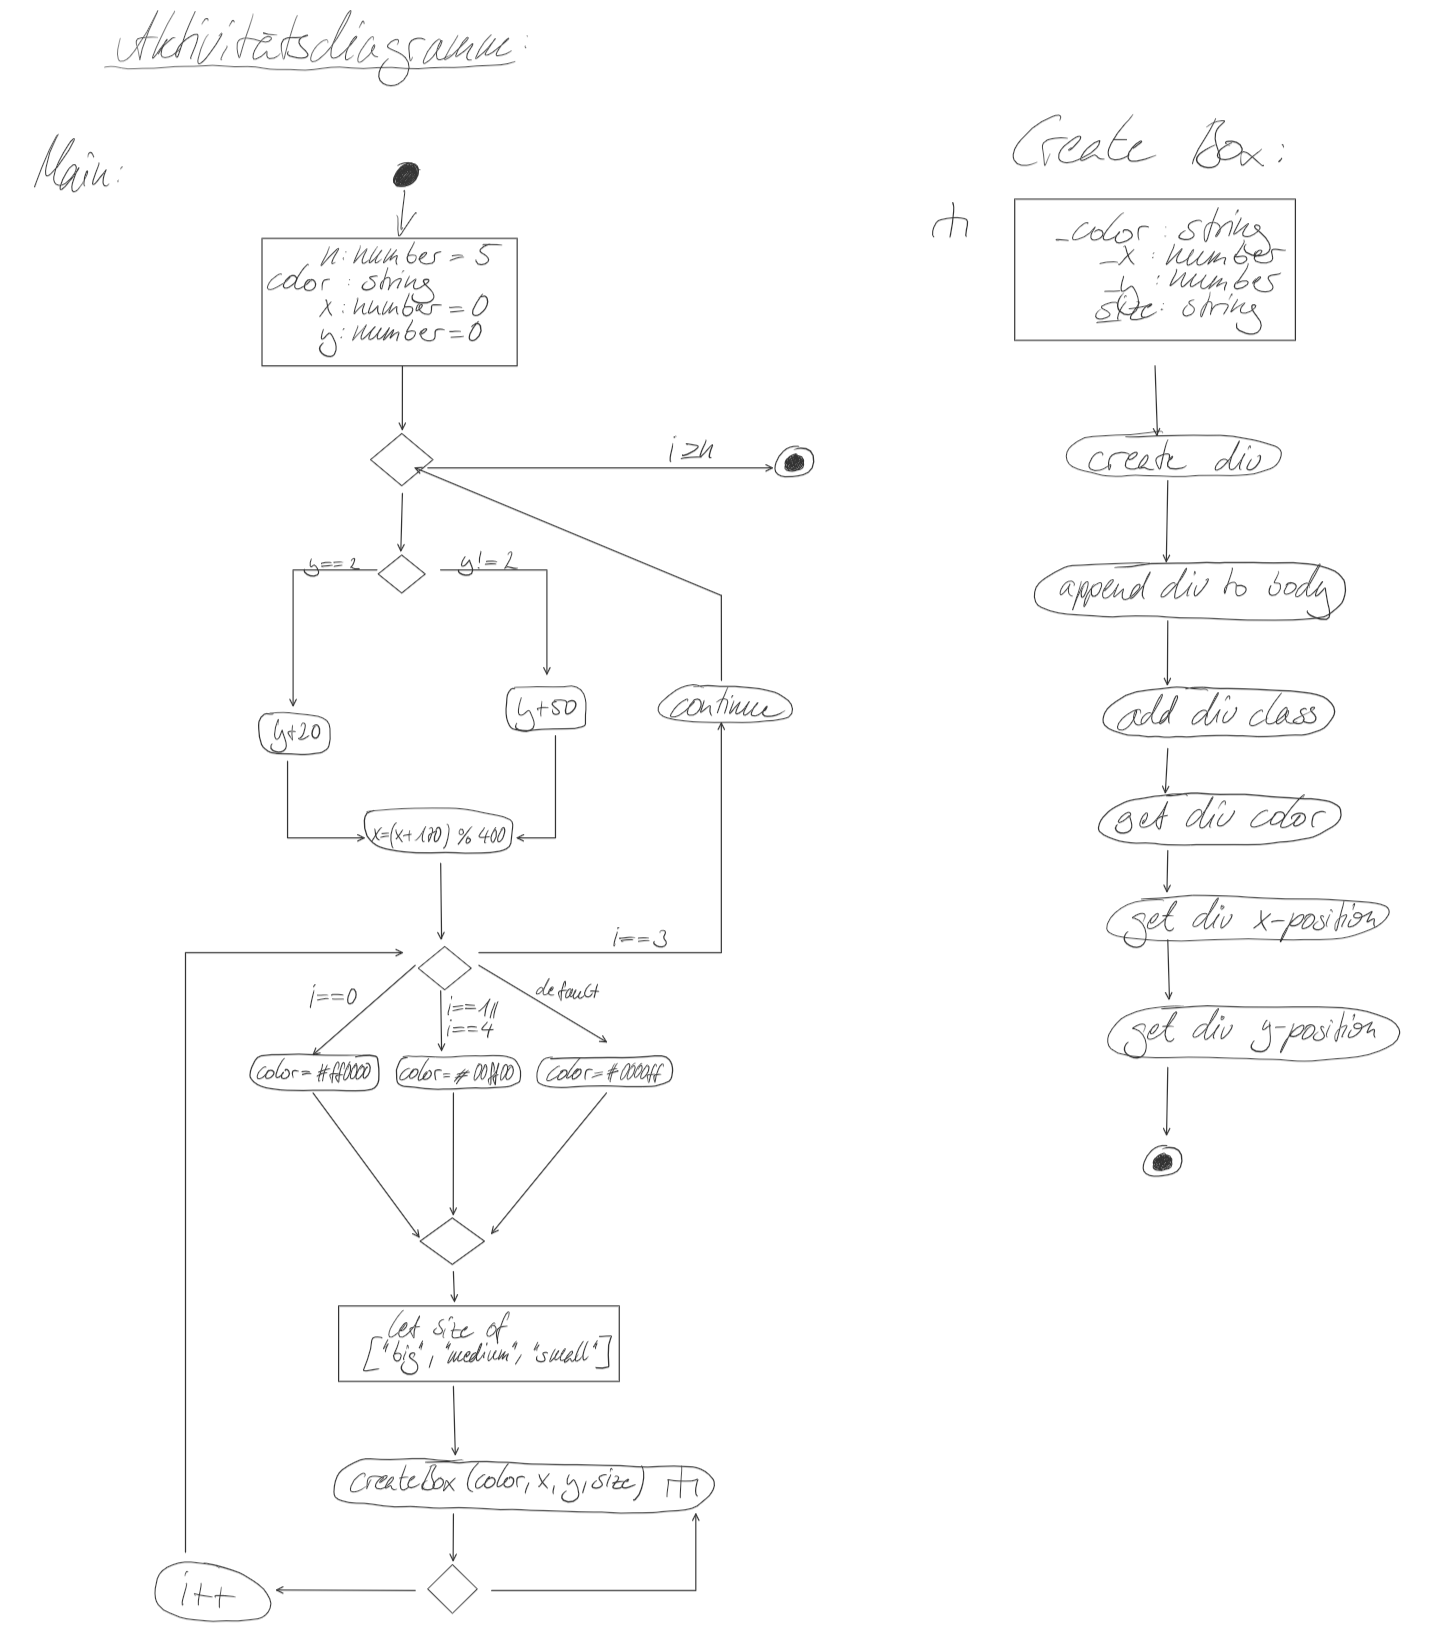 Aktivitätsdiagramm:
Main:
n: number = 5
color : string
x : number = 0
y : number = 0
i ≥ n
y == 2
y != 2
y+20
y+50
continue
x=(x+170) % 400
i==3
i==0
i==1||
i==4
default
color=#ff0000
color=#00ff00
color=#0000ff
let size of
["big", "medium", "small"]
createBox (color, x, y, size)
i++
Create Box:
_color : string
_x : number
_y : number
size : string
create div
append div to body
add div class
get div color
get div x-position
get div y-position